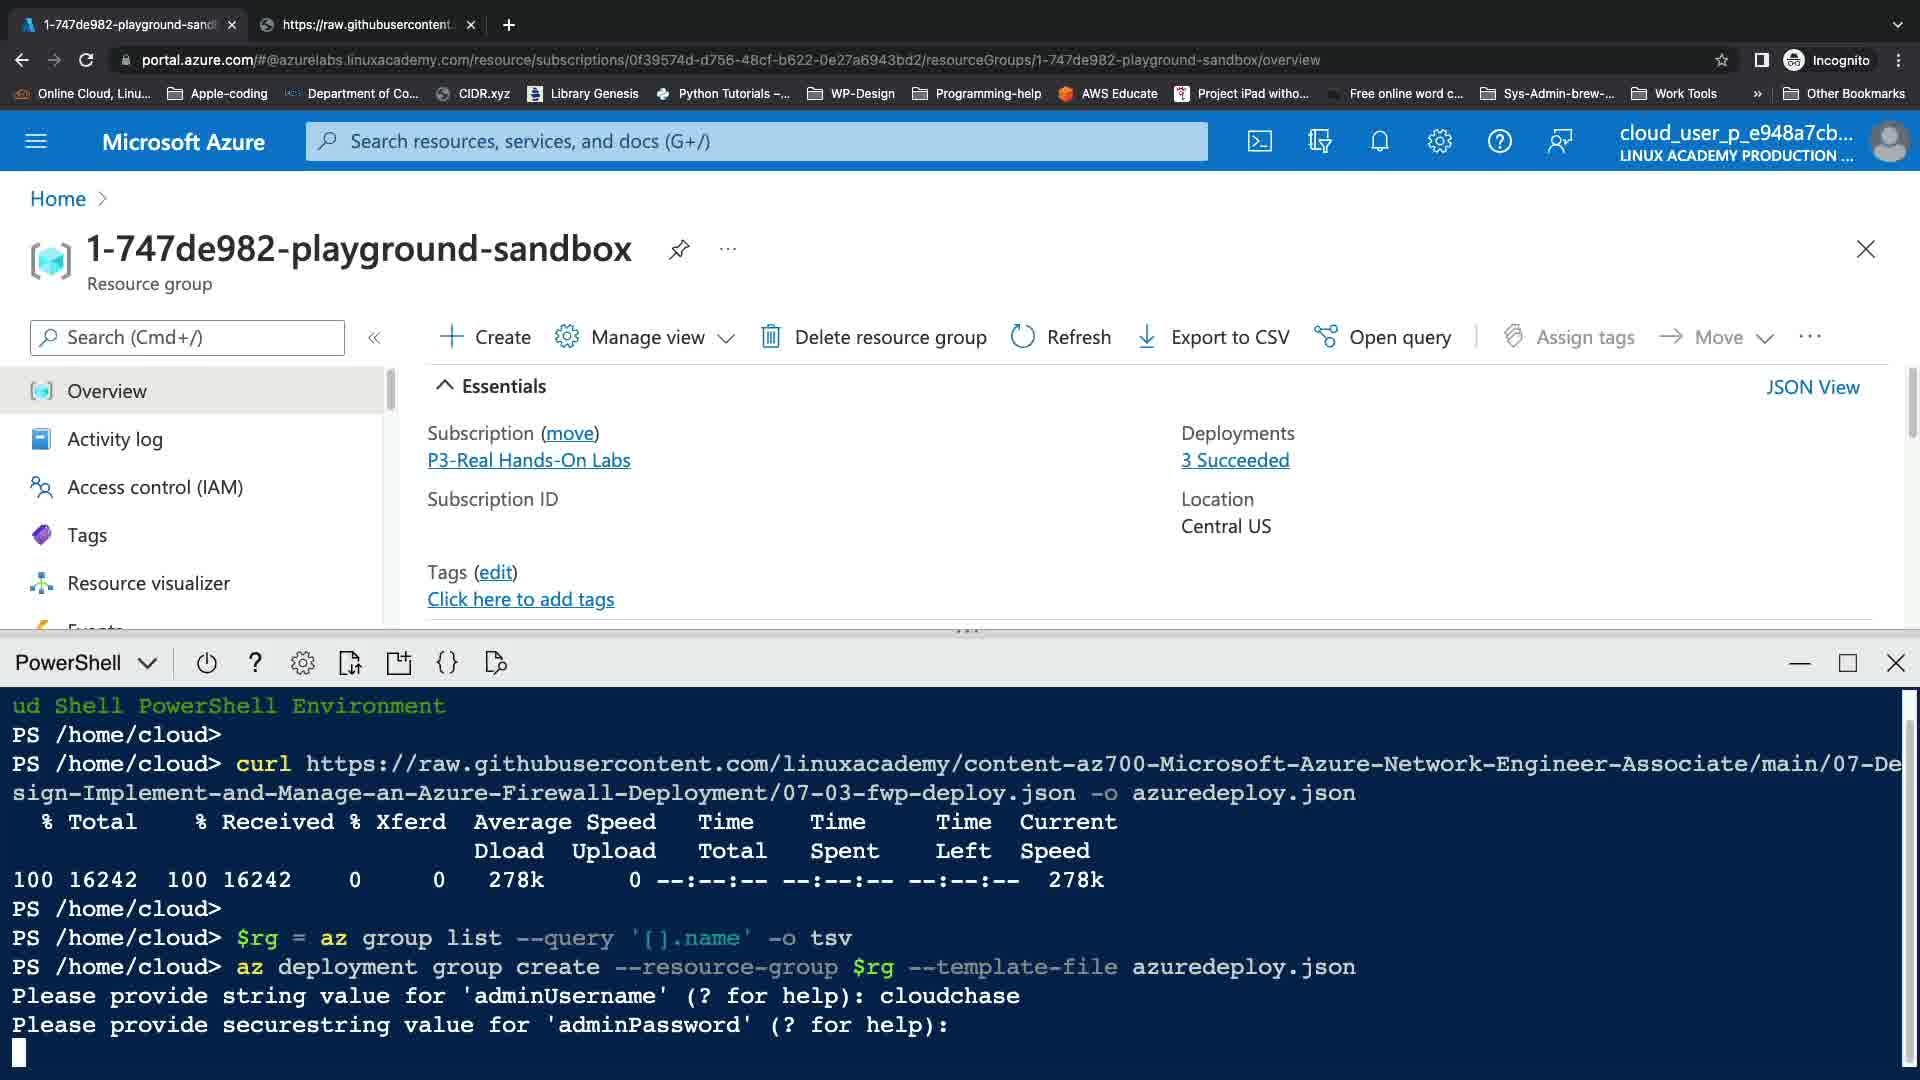 1-747de982-playground-sand
https://raw.githubusercontent.
portal.azure.com/#@azurelabs.linuxacademy.com/resource/subscriptions/0f39574d-d756-48cf-b622-0e27a6943bd2/resourceGroups/1-747de982-playground-sandbox/overview
Incognito
Online Cloud, Linu... Apple-coding Department of Co... CIDR.xyz Library Genesis Python Tutorials –... WP-Design Programming-help AWS Educate Project iPad witho... Free online word c... Sys-Admin-brew-... Work Tools » Other Bookmarks
Microsoft Azure
Search resources, services, and docs (G+/)
cloud_user_p_e948a7cb...
LINUX ACADEMY PRODUCTION ...
Home
1-747de982-playground-sandbox
Resource group
Search (Cmd+/)
Create Manage view Delete resource group Refresh Export to CSV Open query Assign tags Move
Overview
Activity log
Access control (IAM)
Tags
Resource visualizer
Events
Essentials
JSON View
Subscription (move)
P3-Real Hands-On Labs
Subscription ID
Deployments
3 Succeeded
Location
Central US
Tags (edit)
Click here to add tags
PowerShell
ud Shell PowerShell Environment
PS /home/cloud>
PS /home/cloud> curl https://raw.githubusercontent.com/linuxacademy/content-az700-Microsoft-Azure-Network-Engineer-Associate/main/07-De
sign-Implement-and-Manage-an-Azure-Firewall-Deployment/07-03-fwp-deploy.json -o azuredeploy.json
% Total % Received % Xferd Average Speed Time Time Time Current
Dload Upload Total Spent Left Speed
100 16242 100 16242 0 0 278k 0 --:--:-- --:--:-- --:--:-- 278k
PS /home/cloud>
PS /home/cloud> $rg = az group list --query '[].name' -o tsv
PS /home/cloud> az deployment group create --resource-group $rg --template-file azuredeploy.json
Please provide string value for 'adminUsername' (? for help): cloudchase
Please provide securestring value for 'adminPassword' (? for help):